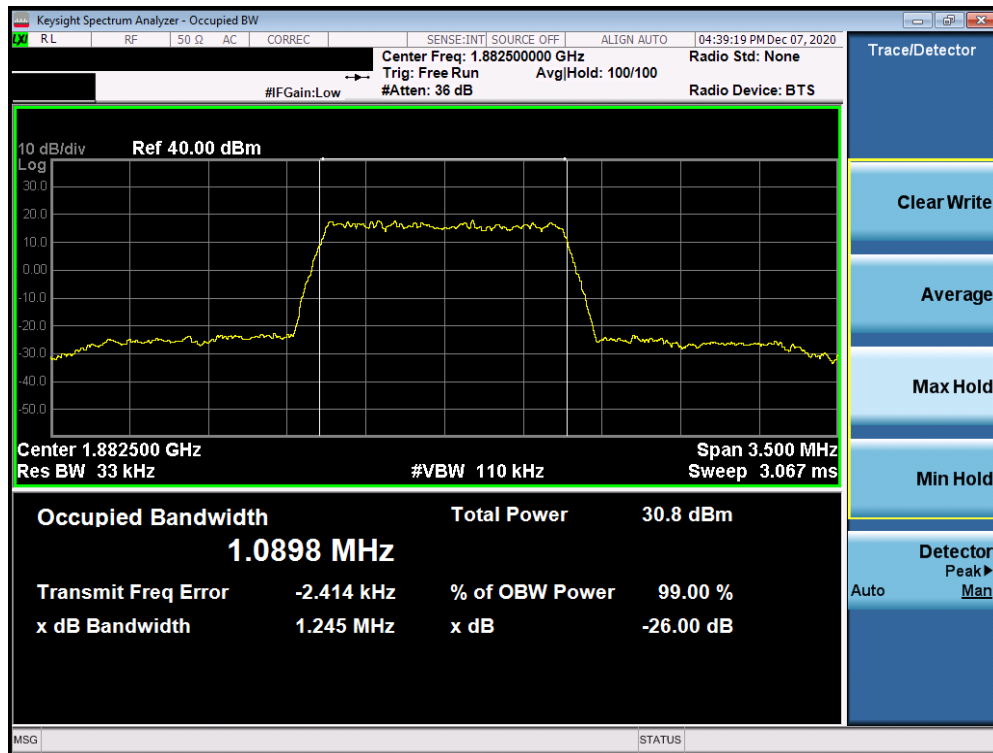 Keysight Spectrum Analyzer - Occupied BW
LXI RL RF 50 Ω AC CORREC SENSE:INT SOURCE OFF ALIGN AUTO 04:39:19 PM Dec 07, 2020
Center Freq: 1.882500000 GHz Radio Std: None
Trig: Free Run Avg|Hold: 100/100
#IFGain:Low #Atten: 36 dB Radio Device: BTS
Trace/Detector
10 dB/div Ref 40.00 dBm
Log
30.0
20.0
10.0
0.00
-10.0
-20.0
-30.0
-40.0
-50.0
Center 1.882500 GHz Span 3.500 MHz
Res BW 33 kHz #VBW 110 kHz Sweep 3.067 ms
Occupied Bandwidth Total Power 30.8 dBm
1.0898 MHz
Transmit Freq Error -2.414 kHz % of OBW Power 99.00 %
x dB Bandwidth 1.245 MHz x dB -26.00 dB
Clear Write
Average
Max Hold
Min Hold
Detector
Peak▶
Auto Man
MSG STATUS